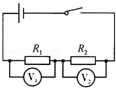 R₁ R₂
V₁ V₂